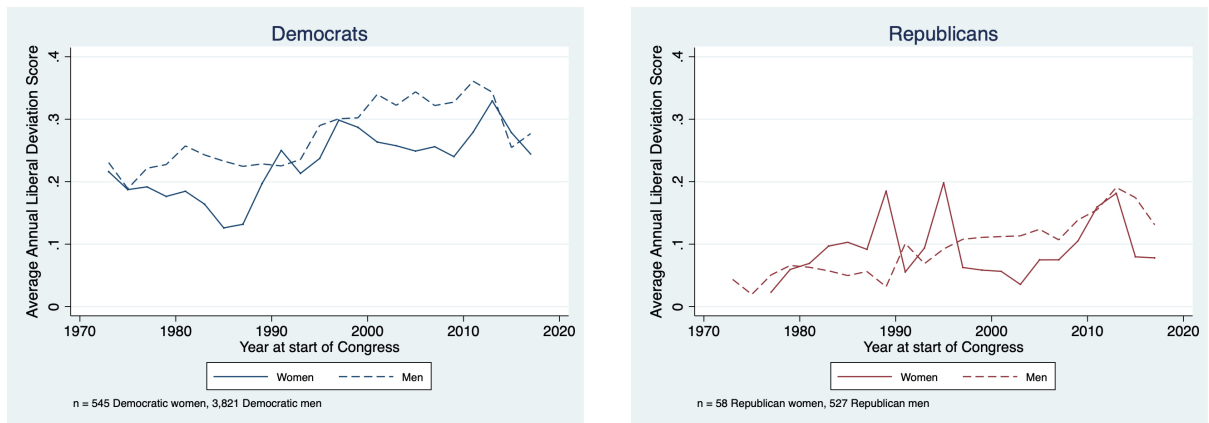 Democrats
Average Annual Liberal Deviation Score
.4
.3
.2
.1
0
1970 1980 1990 2000 2010 2020
Year at start of Congress
Women Men
n = 545 Democratic women, 3,821 Democratic men
Republicans
Average Annual Liberal Deviation Score
.4
.3
.2
.1
0
1970 1980 1990 2000 2010 2020
Year at start of Congress
Women Men
n = 58 Republican women, 527 Republican men